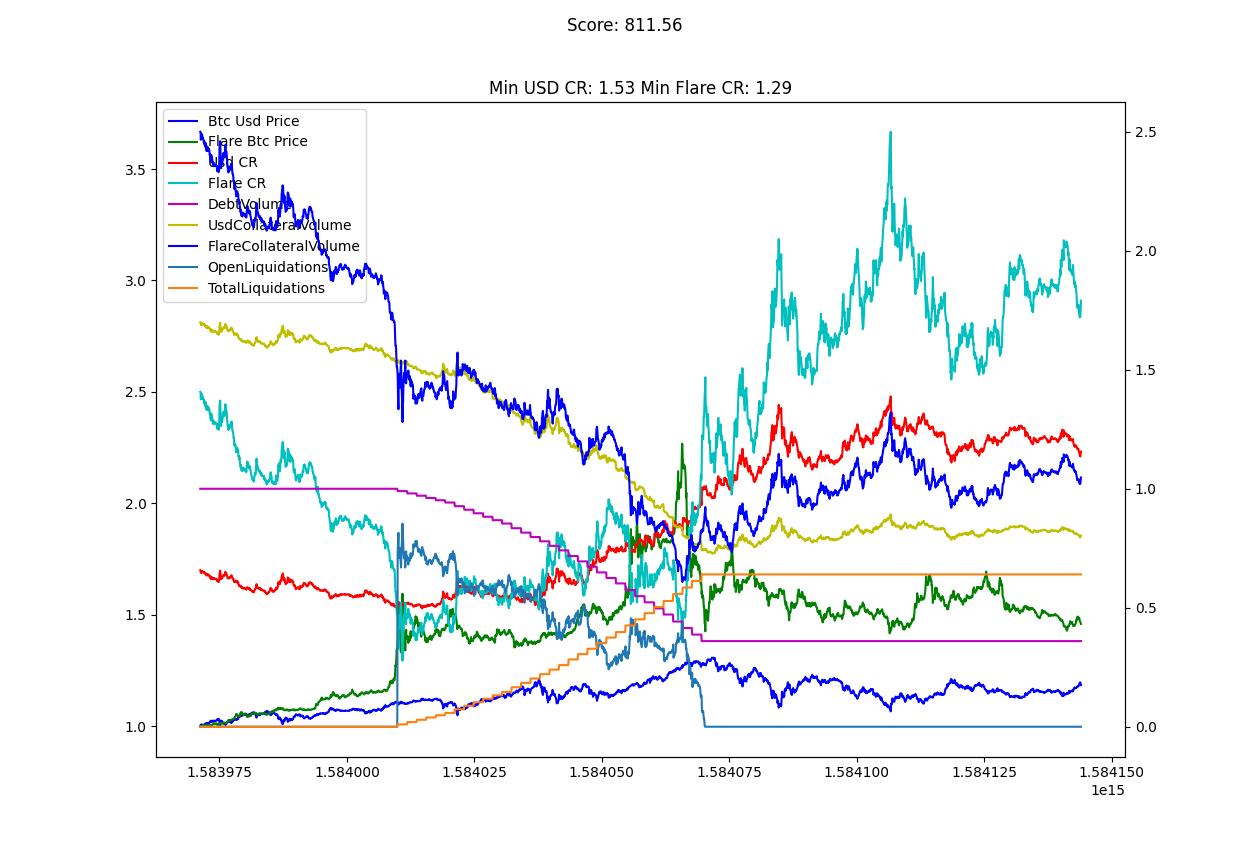 Score: 811.56
Min USD CR: 1.53 Min Flare CR: 1.29
Btc Usd Price
Flare Btc Price
Usd CR
Flare CR
DebtVolume
UsdCollateralVolume
FlareCollateralVolume
OpenLiquidations
TotalLiquidations
3.5
3.0
2.5
2.0
1.5
1.0
2.5
2.0
1.5
1.0
0.5
0.0
1.583975 1.584000 1.584025 1.584050 1.584075 1.584100 1.584125 1.584150
1e15